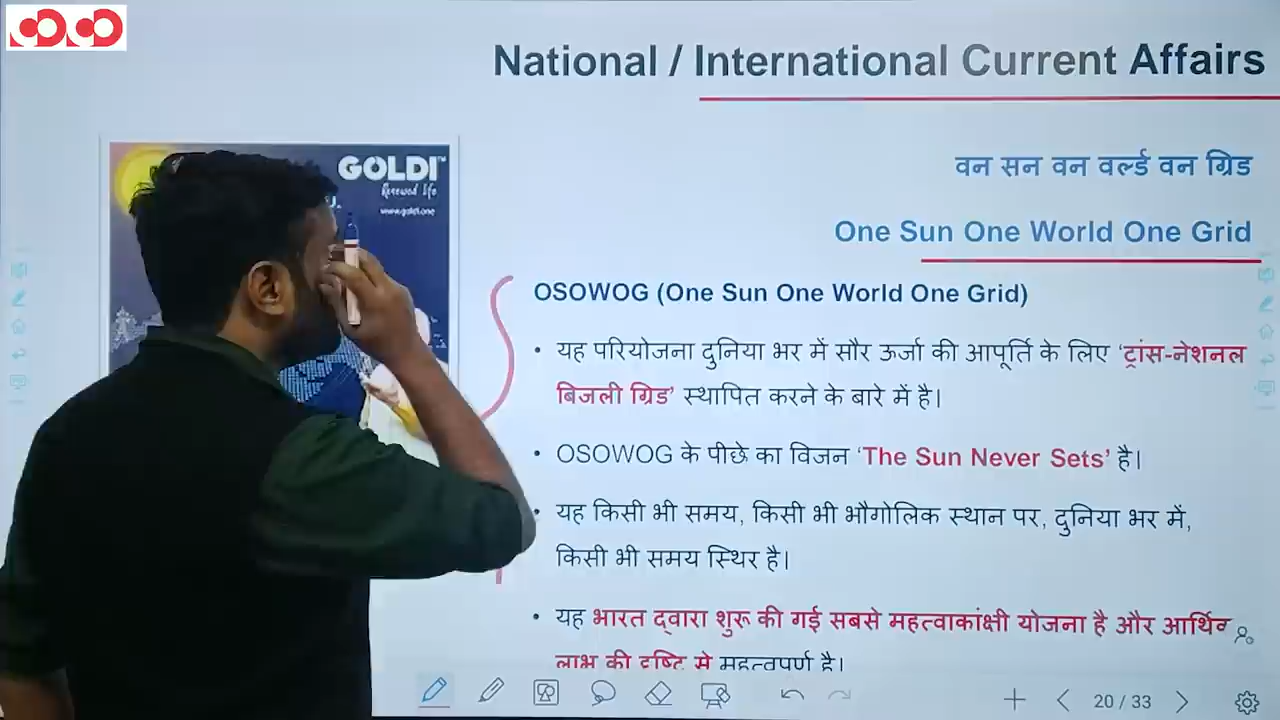 National / International Current Affairs
GOLDI
Renewed life
www.goldi.one
वन सन वन वर्ल्ड वन ग्रिड
One Sun One World One Grid
OSOWOG (One Sun One World One Grid)
• यह परियोजना दुनिया भर में सौर ऊर्जा की आपूर्ति के लिए ‘ट्रांस-नेशनल
बिजली ग्रिड’ स्थापित करने के बारे में है।
• OSOWOG के पीछे का विजन ‘The Sun Never Sets’ है।
• यह किसी भी समय, किसी भी भौगोलिक स्थान पर, दुनिया भर में,
किसी भी समय स्थिर है।
• यह भारत द्वारा शुरू की गई सबसे महत्वाकांक्षी योजना है और आर्थिक
लाभ की दृष्टि से महत्वपूर्ण है।
20 / 33